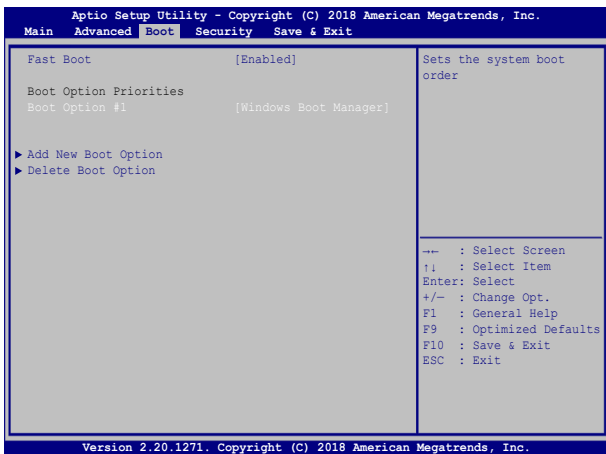 Aptio Setup Utility - Copyright (C) 2018 American Megatrends, Inc.
Main Advanced Boot Security Save & Exit
Fast Boot [Enabled]
Boot Option Priorities
Boot Option #1 [Windows Boot Manager]
▶ Add New Boot Option
▶ Delete Boot Option
Sets the system boot
order
→← : Select Screen
↑↓ : Select Item
Enter: Select
+/— : Change Opt.
F1 : General Help
F9 : Optimized Defaults
F10 : Save & Exit
ESC : Exit
Version 2.20.1271. Copyright (C) 2018 American Megatrends, Inc.